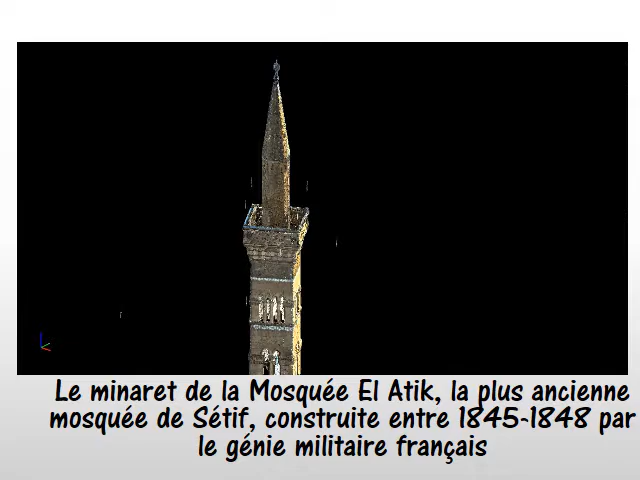 Le minaret de la Mosquée El Atik, la plus ancienne
mosquée de Sétif, construite entre 1845-1848 par
le génie militaire français